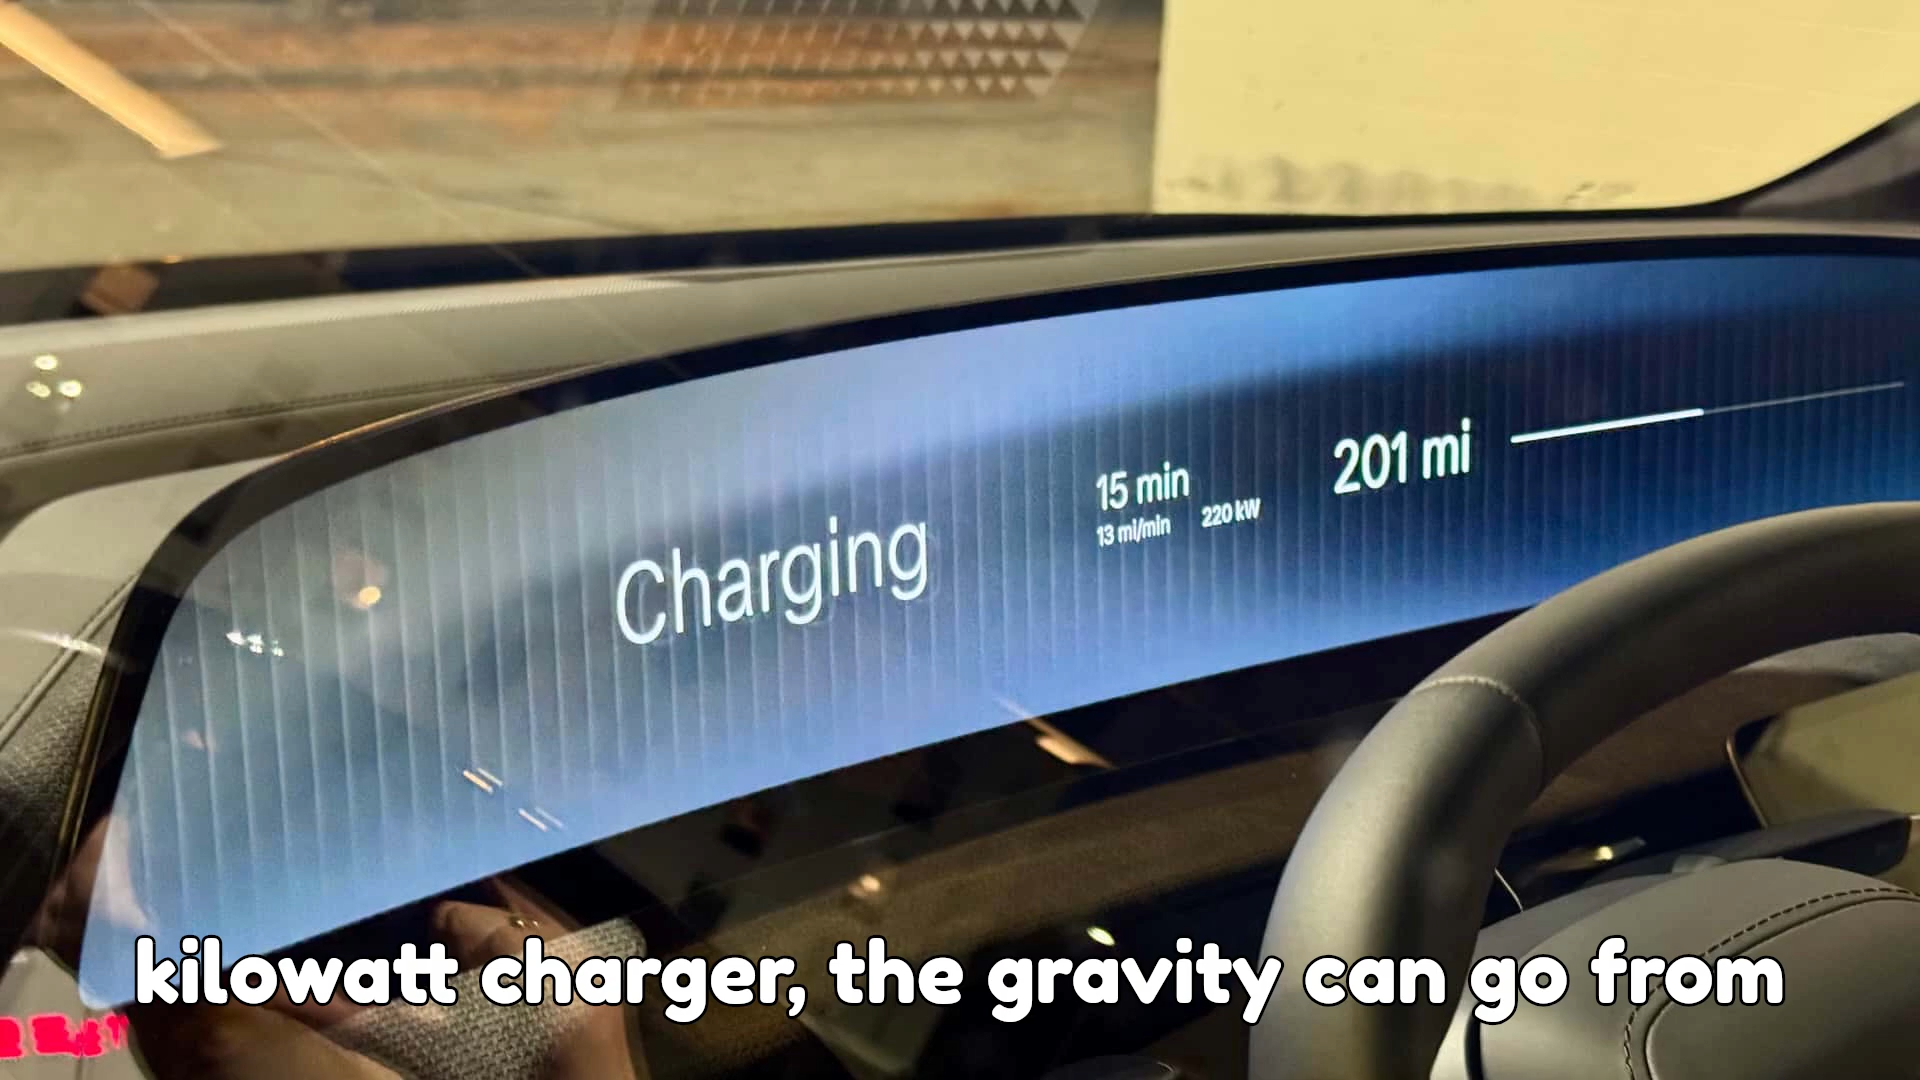 Charging
15 min
13 mi/min 220 kW
201 mi
kilowatt charger, the gravity can go from